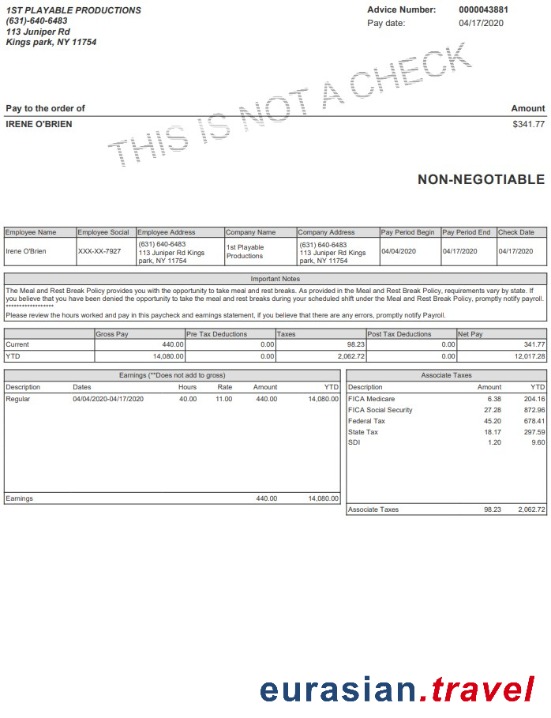 1ST PLAYABLE PRODUCTIONS
(631)-640-6483
113 Juniper Rd
Kings park, NY 11754
Advice Number: 0000043881
Pay date: 04/17/2020
THIS IS NOT A CHECK
Pay to the order of Amount
IRENE O'BRIEN $341.77
NON-NEGOTIABLE
Employee Name Employee Social Employee Address Company Name Company Address Pay Period Begin Pay Period End Check Date
Irene O'Brien XXX-XX-7927 (631) 640-6483 113 Juniper Rd Kings park, NY 11754 1st Playable Productions (631) 640-6483 113 Juniper Rd Kings park, NY 11754 04/04/2020 04/17/2020 04/17/2020
Important Notes
The Meal and Rest Break Policy provides you with the opportunity to take meal and rest breaks. As provided in the Meal and Rest Break Policy, requirements vary by state. If
you believe that you have been denied the opportunity to take the meal and rest breaks during your scheduled shift under the Meal and Rest Break Policy, promptly notify payroll.
******************
Please review the hours worked and pay in this paycheck and earnings statement, if you believe that there are any errors, promptly notify Payroll.
Gross Pay Pre Tax Deductions Taxes Post Tax Deductions Net Pay
Current 440.00 0.00 98.23 0.00 341.77
YTD 14,080.00 0.00 2,062.72 0.00 12,017.28
Earnings (**Does not add to gross)
Description Dates Hours Rate Amount YTD
Regular 04/04/2020-04/17/2020 40.00 11.00 440.00 14,080.00
Earnings 440.00 14,080.00
Associate Taxes
Description Amount YTD
FICA Medicare 6.38 204.16
FICA Social Security 27.28 872.96
Federal Tax 45.20 678.41
State Tax 18.17 297.59
SDI 1.20 9.60
Associate Taxes 98.23 2,062.72
eurasian.travel